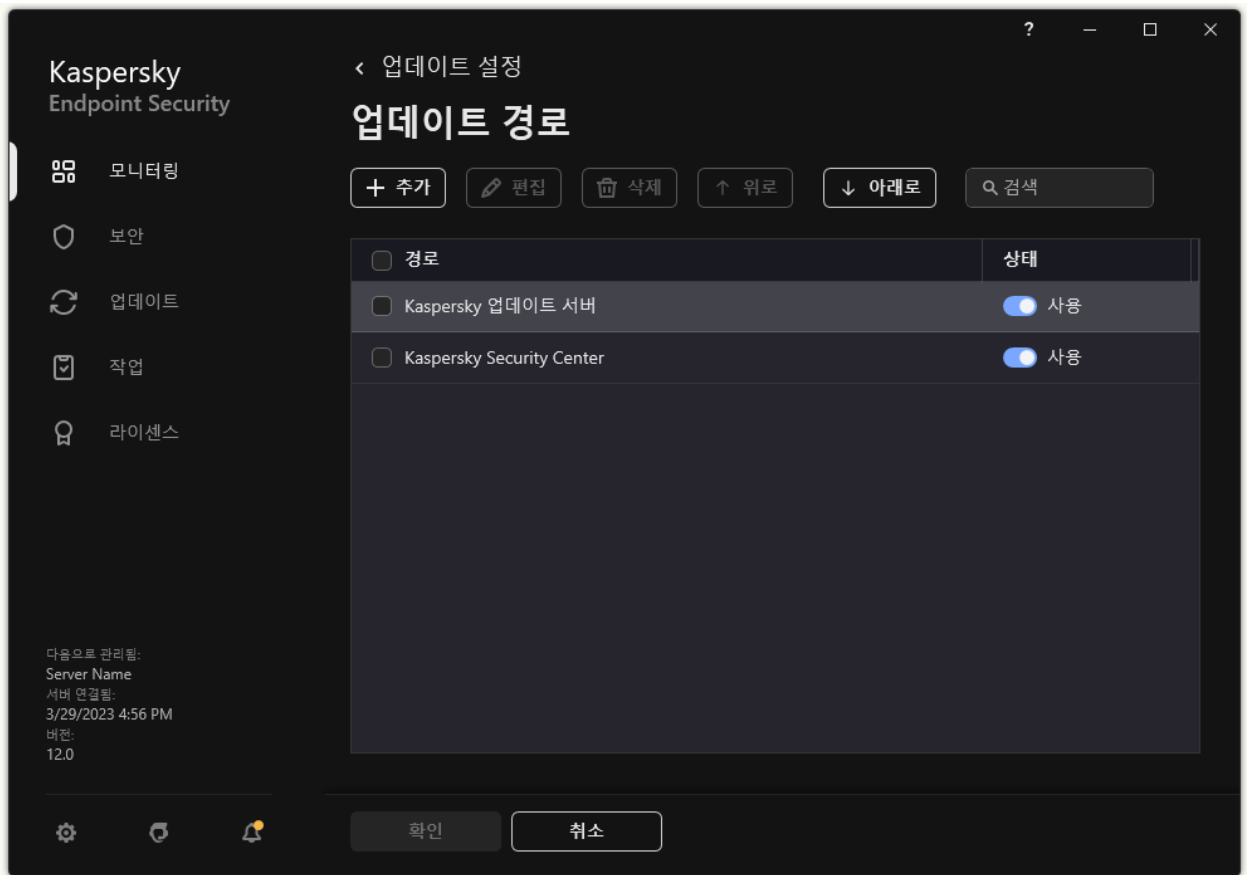 ?
Kaspersky
Endpoint Security
모니터링
보안
업데이트
작업
라이센스
다음으로 관리됨:
Server Name
서버 연결됨:
3/29/2023 4:56 PM
버전:
12.0
업데이트 설정
업데이트 경로
추가 편집 삭제 위로 아래로 검색
경로 상태
Kaspersky 업데이트 서버 사용
Kaspersky Security Center 사용
확인 취소